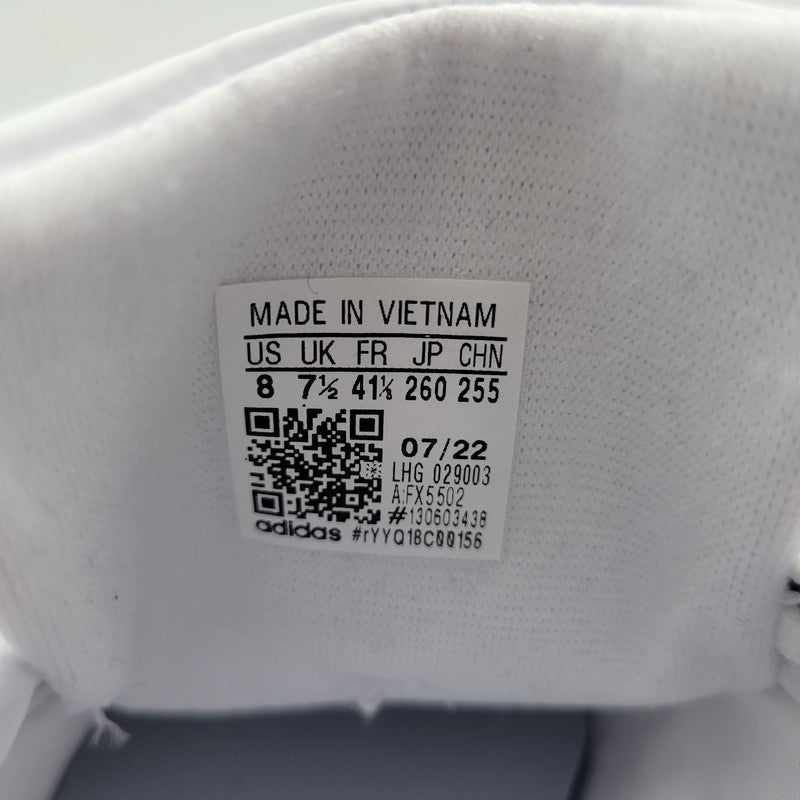 MADE IN VIETNAM
US UK FR JP CHN
8 7½ 41⅓ 260 255
07/22
LHG 029003
A:FX5502
#130603438
adidas #rYYQ18C00156